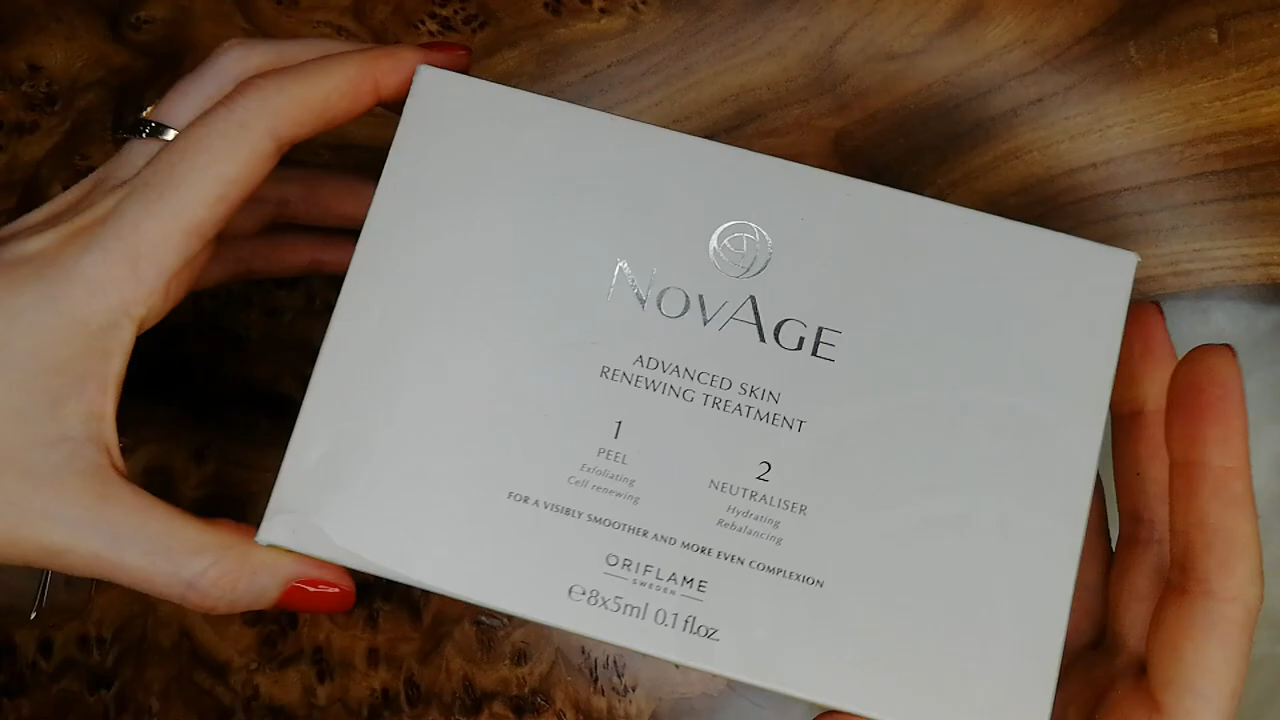 NOVAGE
ADVANCED SKIN
RENEWING TREATMENT
1
PEEL
Exfoliating
Cell renewing
2
NEUTRALISER
Hydrating
Rebalancing
FOR A VISIBLY SMOOTHER AND MORE EVEN COMPLEXION
ORIFLAME
SWEDEN
℮8x5ml 0.1 fl.oz